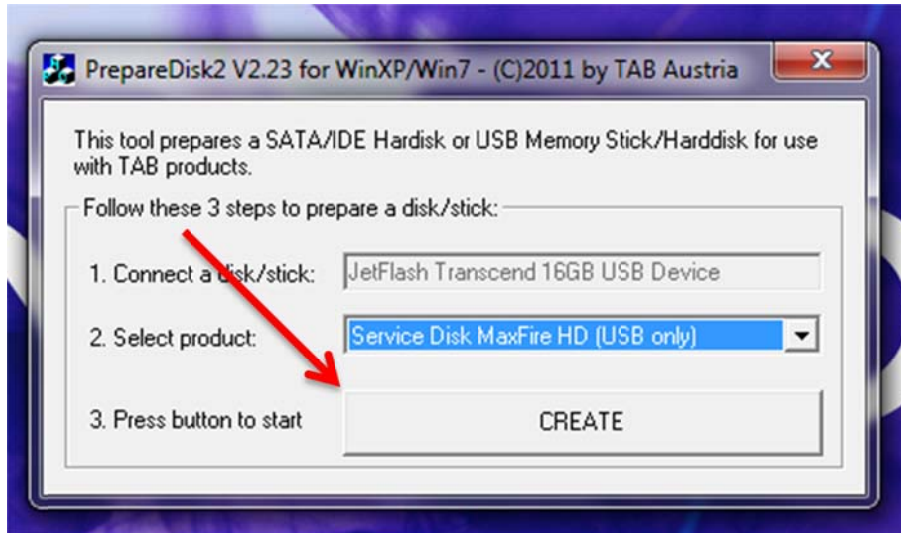 PrepareDisk2 V2.23 for WinXP/Win7 - (C)2011 by TAB Austria
This tool prepares a SATA/IDE Hardisk or USB Memory Stick/Harddisk for use
with TAB products.
Follow these 3 steps to prepare a disk/stick:
1. Connect a disk/stick: JetFlash Transcend 16GB USB Device
2. Select product: Service Disk MaxFire HD (USB only)
3. Press button to start CREATE